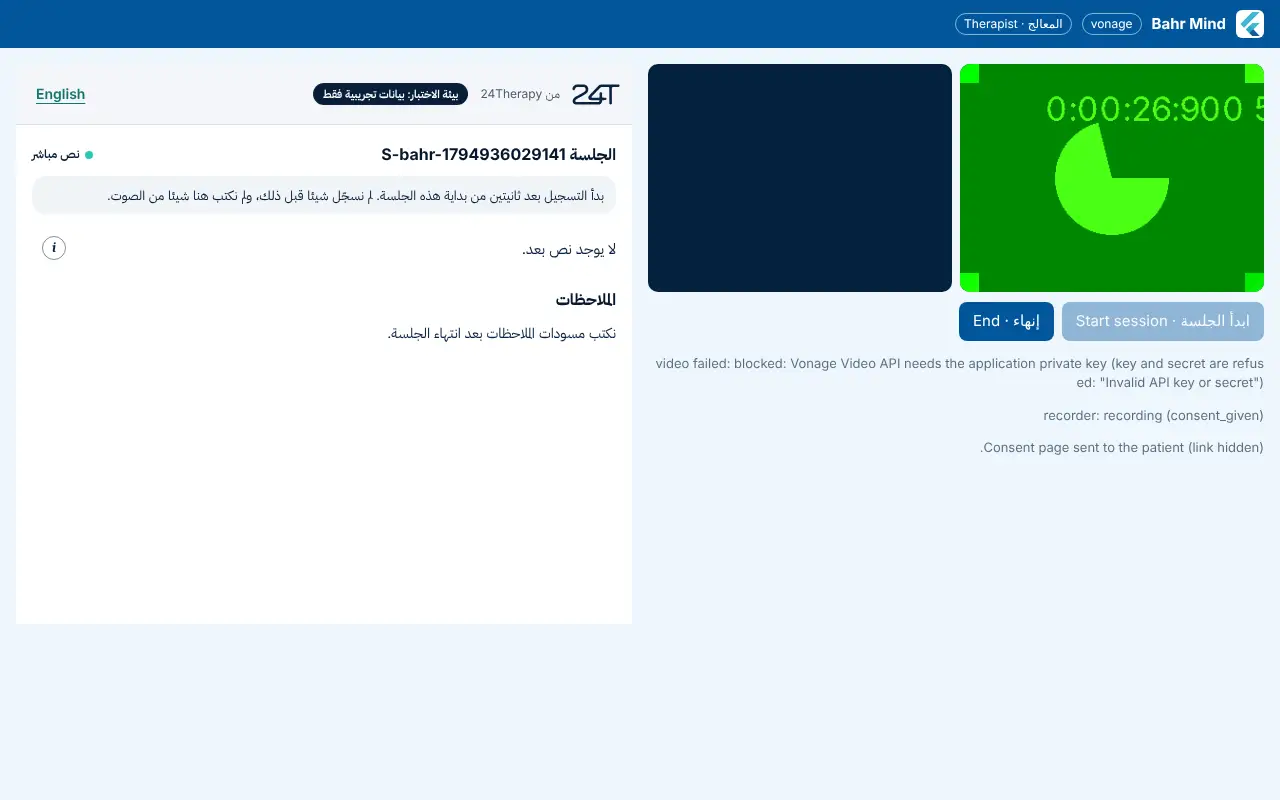 Bahr Mind
vonage
Therapist · المعالج
24T
من 24Therapy
بيئة الاختبار: بيانات تجريبية فقط
English
الجلسة S-bahr-1794936029141
نص مباشر
بدأ التسجيل بعد ثانيتين من بداية هذه الجلسة. لم نسجّل شيئا قبل ذلك، ولم نكتب هنا شيئا من الصوت.
لا يوجد نص بعد.
i
الملاحظات
نكتب مسودات الملاحظات بعد انتهاء الجلسة.
0:00:26:900
ابدأ الجلسة · Start session
إنهاء · End
video failed: blocked: Vonage Video API needs the application private key (key and secret are refus
ed: "Invalid API key or secret")
recorder: recording (consent_given)
.Consent page sent to the patient (link hidden)